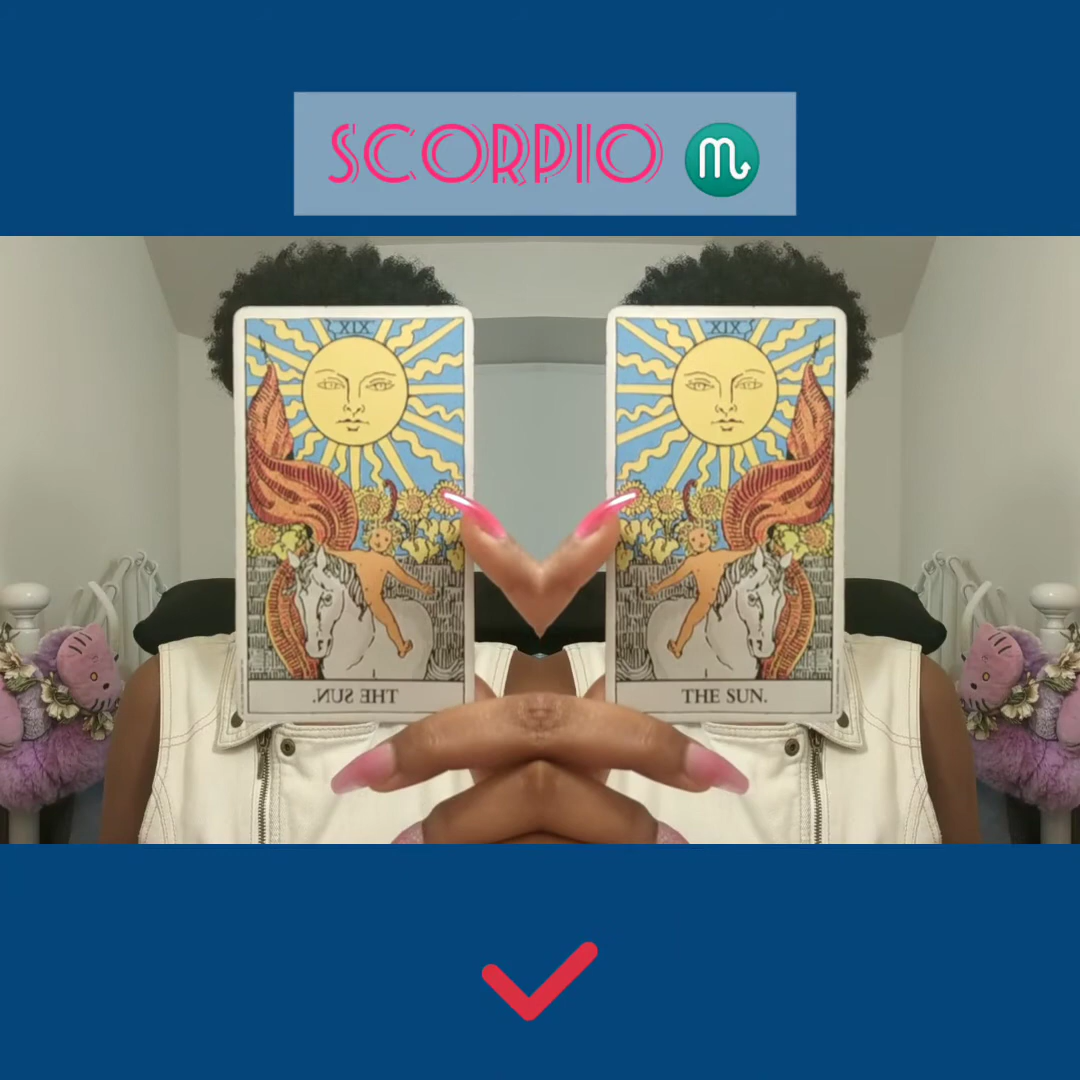 SCORPIO ♏
XIX XIX
THE SUN. THE SUN.